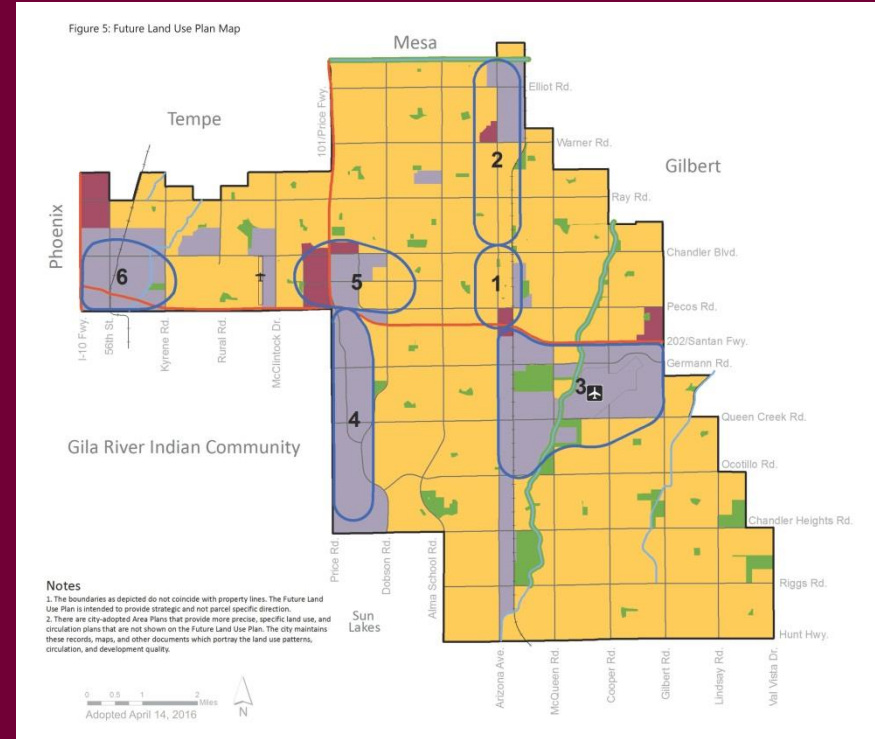 Figure 5: Future Land Use Plan Map
Mesa
Elliot Rd.
101/Price Fwy.
Tempe
Warner Rd.
2
Gilbert
Ray Rd.
Phoenix
Chandler Blvd.
6
5
1
Pecos Rd.
I-10 Fwy.
56th St.
Kyrene Rd.
Rural Rd.
McClintock Dr.
202/Santan Fwy.
Germann Rd.
3
4
Queen Creek Rd.
Gila River Indian Community
Ocotillo Rd.
Chandler Heights Rd.
Price Rd.
Dobson Rd.
Alma School Rd.
Riggs Rd.
Notes
1. The boundaries as depicted do not coincide with property lines. The Future Land
Use Plan is intended to provide strategic and not parcel specific direction.
2. There are city-adopted Area Plans that provide more precise, specific land use, and
circulation plans that are not shown on the Future Land Use Plan. The city maintains
these records, maps, and other documents which portray the land use patterns,
circulation, and development quality.
Sun
Lakes
Hunt Hwy.
Arizona Ave.
McQueen Rd.
Cooper Rd.
Gilbert Rd.
Lindsay Rd.
Val Vista Dr.
0 0.5 1 2
Miles
Adopted April 14, 2016
N